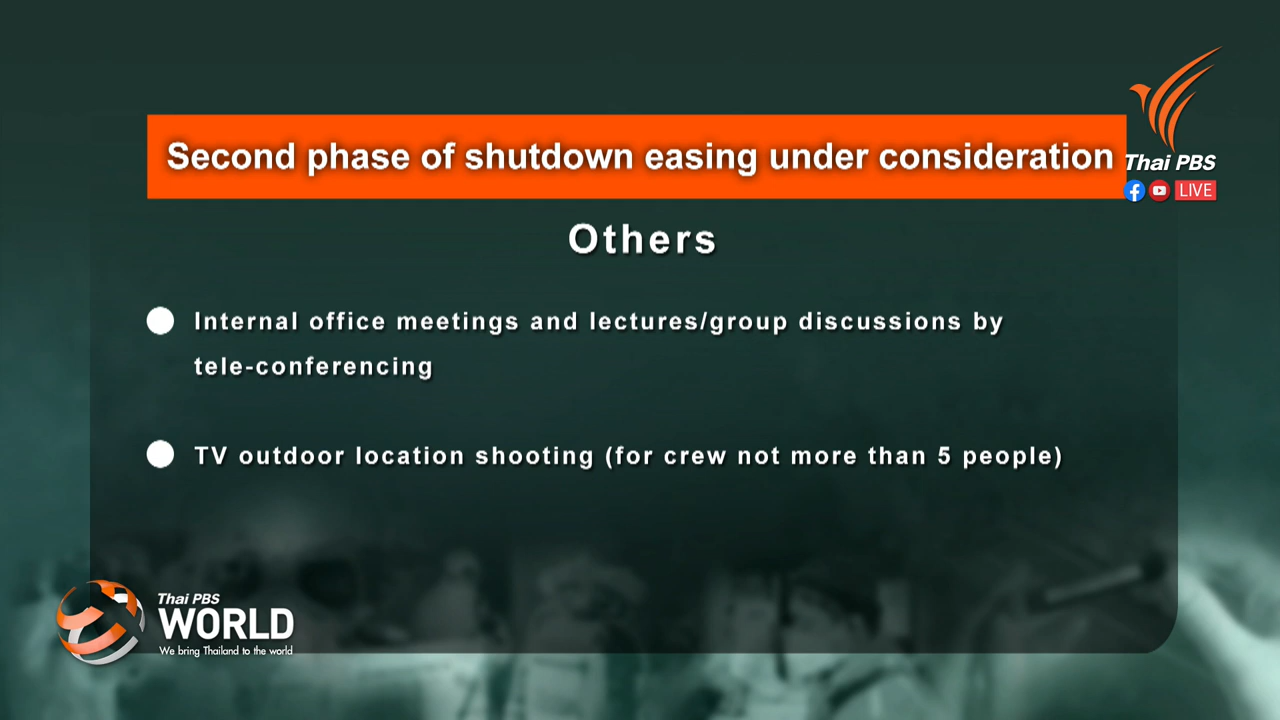 Second phase of shutdown easing under consideration
Thai PBS
LIVE
Others
Internal office meetings and lectures/group discussions by
tele-conferencing
TV outdoor location shooting (for crew not more than 5 people)
Thai PBS
WORLD
We bring Thailand to the world